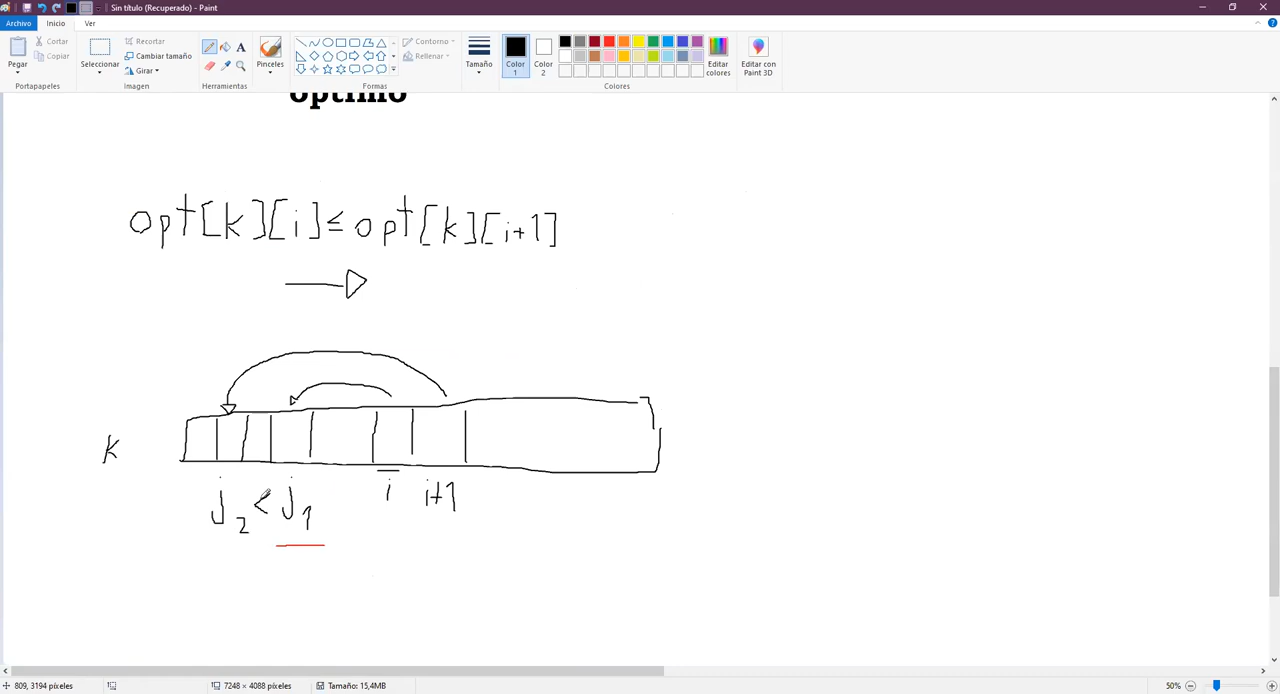 Sin título (Recuperado) - Paint
Archivo Inicio Ver
Pegar
Cortar
Copiar
Portapapeles
Seleccionar
Recortar
Cambiar tamaño
Girar
Imagen
A
Herramientas
Pinceles
Contorno
Rellenar
Formas
Tamaño
Color 1
Color 2
Editar colores
Editar con Paint 3D
Colores
óptimo
opt[k][i] ≤ opt[k][i+1]
k
j2 < j1 i i+1
809, 3194 píxeles 7248 × 4088 píxeles Tamaño: 15,4MB 50%